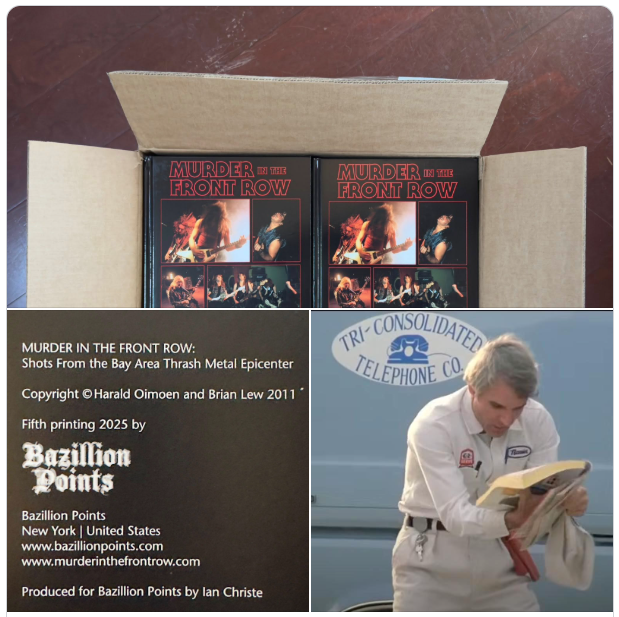 MURDER IN THE
FRONT ROW
MURDER IN THE
FRONT ROW
MURDER IN THE FRONT ROW:
Shots From the Bay Area Thrash Metal Epicenter
Copyright © Harald Oimoen and Brian Lew 2011
Fifth printing 2025 by
Bazillion
Points
Bazillion Points
New York | United States
www.bazillionpoints.com
www.murderinthefrontrow.com
Produced for Bazillion Points by Ian Christe
TRI-CONSOLIDATED
TELEPHONE CO.